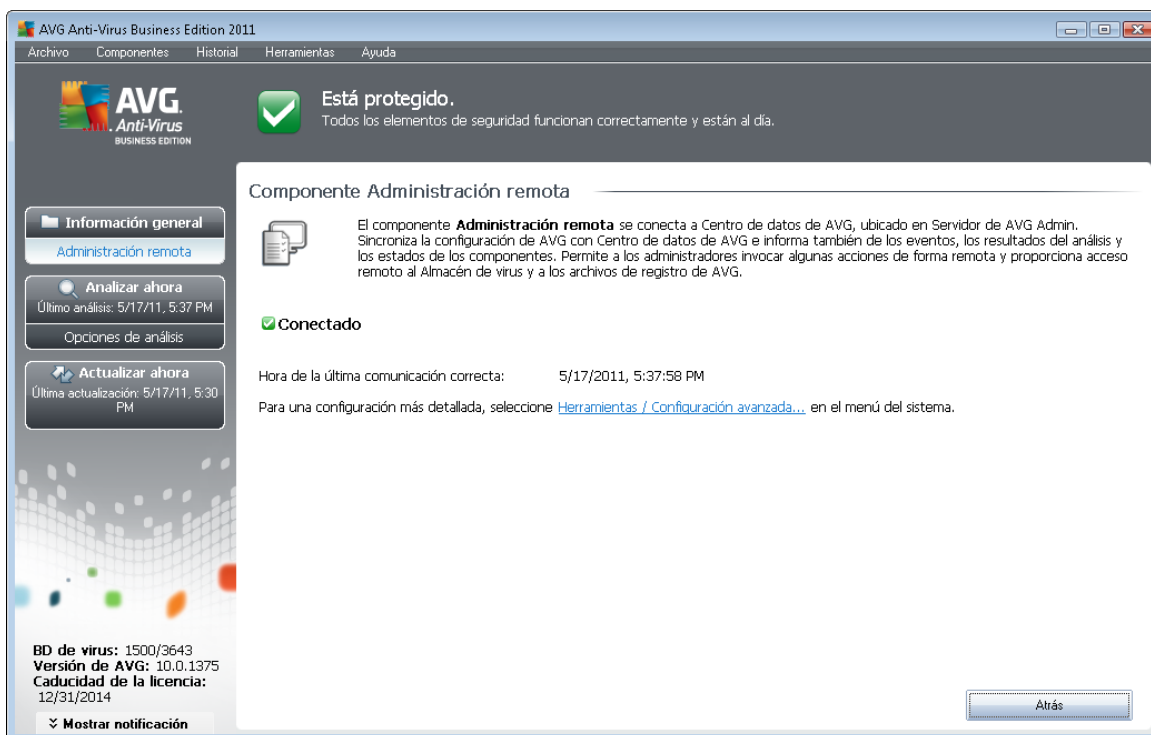 AVG Anti-Virus Business Edition 2011
Archivo Componentes Historial Herramientas Ayuda
AVG.
Anti-Virus
BUSINESS EDITION
Está protegido.
Todos los elementos de seguridad funcionan correctamente y están al día.
Información general
Administración remota
Analizar ahora
Último análisis: 5/17/11, 5:37 PM
Opciones de análisis
Actualizar ahora
Última actualización: 5/17/11, 5:30
PM
BD de virus: 1500/3643
Versión de AVG: 10.0.1375
Caducidad de la licencia:
12/31/2014
Mostrar notificación
Componente Administración remota
El componente Administración remota se conecta a Centro de datos de AVG, ubicado en Servidor de AVG Admin.
Sincroniza la configuración de AVG con Centro de datos de AVG e informa también de los eventos, los resultados del análisis y
los estados de los componentes. Permite a los administradores invocar algunas acciones de forma remota y proporciona acceso
remoto al Almacén de virus y a los archivos de registro de AVG.
Conectado
Hora de la última comunicación correcta: 5/17/2011, 5:37:58 PM
Para una configuración más detallada, seleccione Herramientas / Configuración avanzada... en el menú del sistema.
Atrás